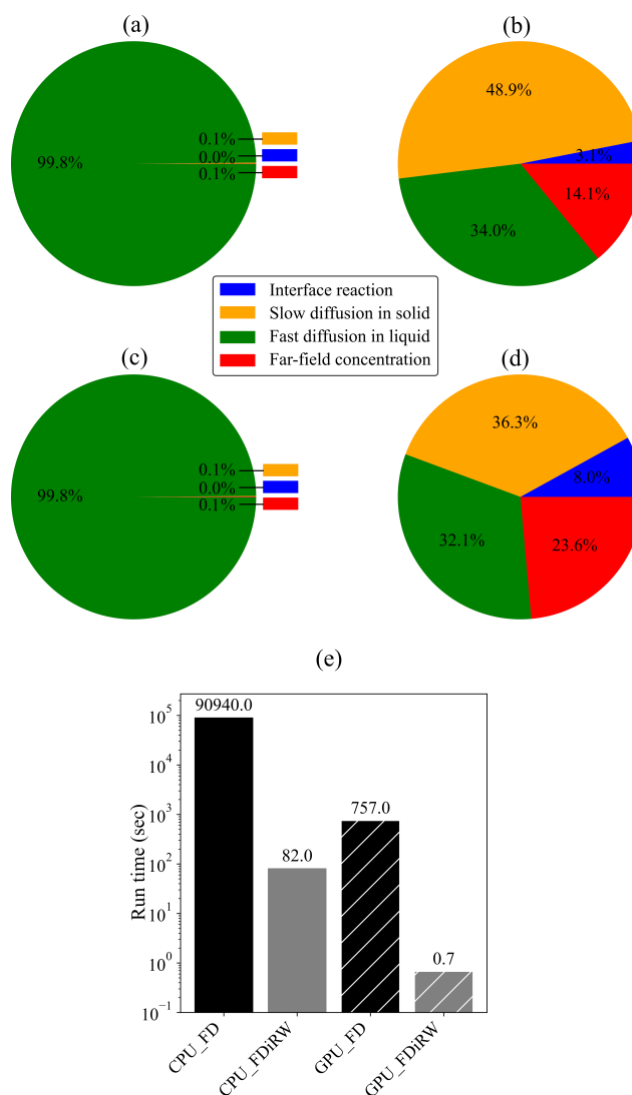 (a)
(b)
99.8%
0.1%
0.0%
0.1%
48.9%
3.1%
14.1%
34.0%
Interface reaction
Slow diffusion in solid
Fast diffusion in liquid
Far-field concentration
(c)
(d)
99.8%
0.1%
0.0%
0.1%
36.3%
8.0%
32.1%
23.6%
(e)
Run time (sec)
10^5
10^4
10^3
10^2
10^1
10^0
10^−1
90940.0
82.0
757.0
0.7
CPU_FD
CPU_FDiRW
GPU_FD
GPU_FDiRW